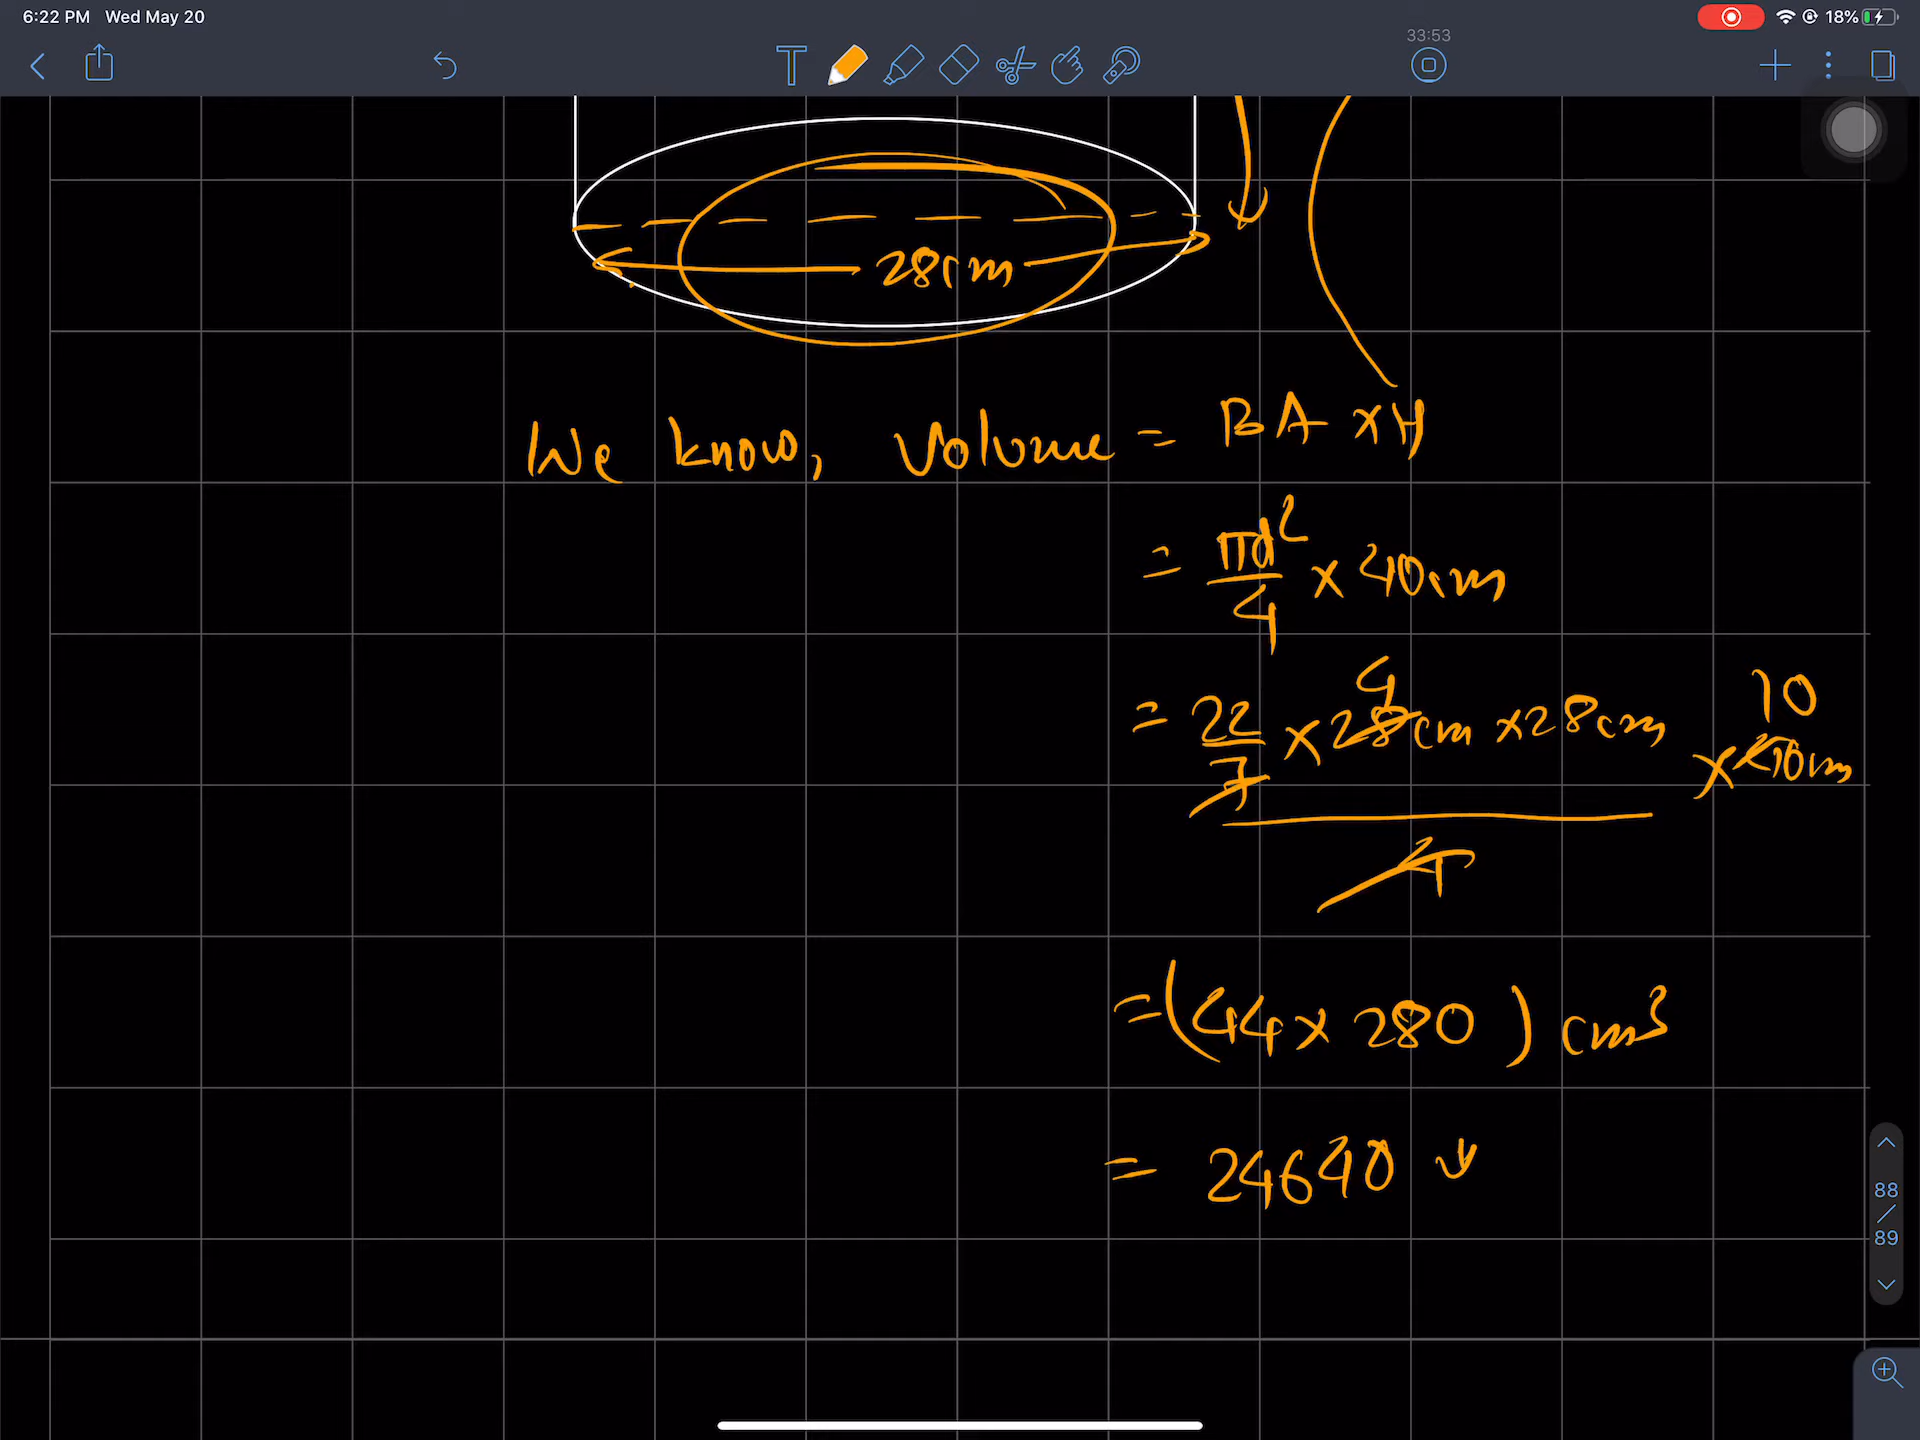 6:22 PM Wed May 20
18%
33:53
28cm
We know, Volume = BA x H
= πd²/4 x 40cm
4 10
= 22/7 x 28cm x 28cm x 40cm
4
= (44 x 280) cm³
= 24640
88
/
89